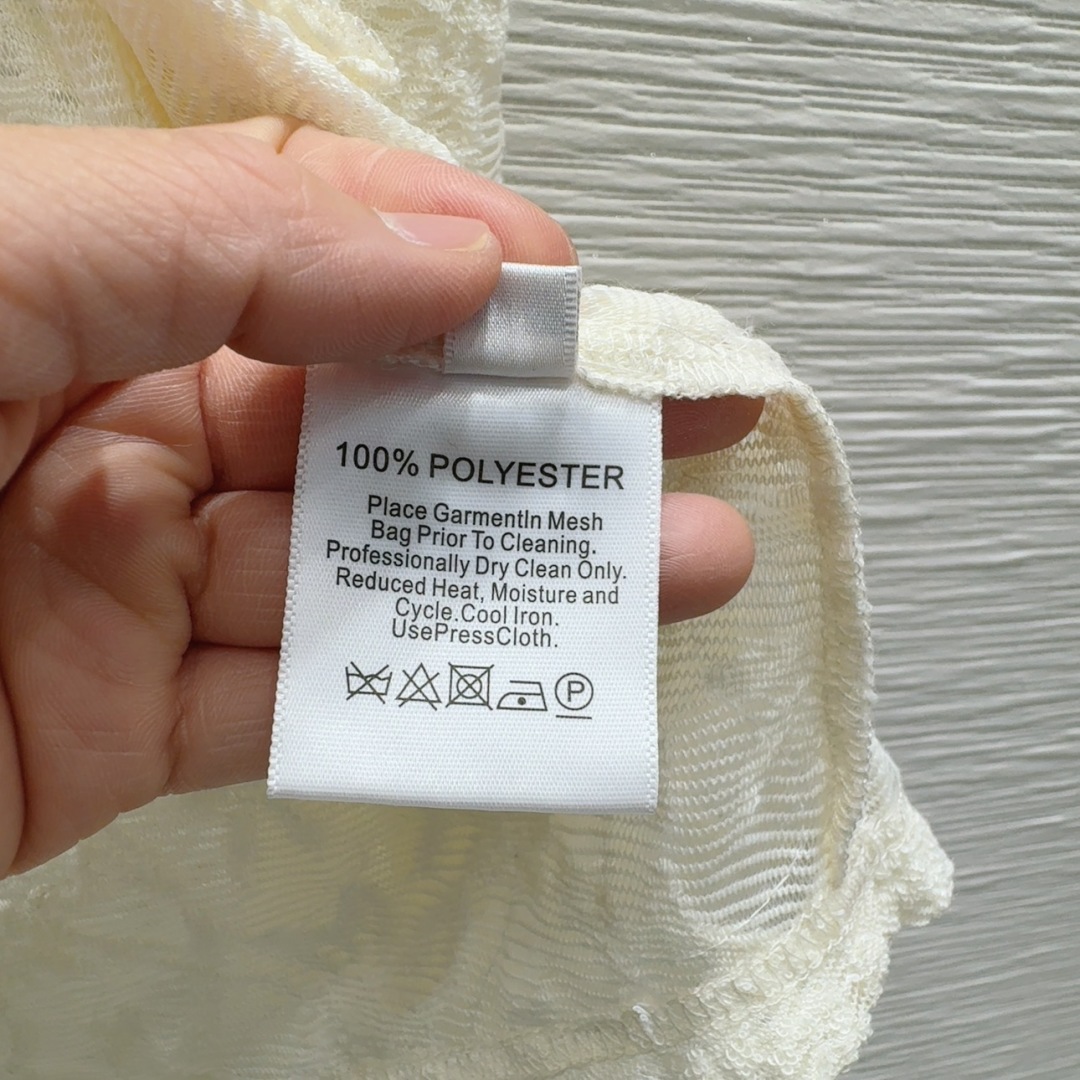 100% POLYESTER
Place GarmentIn Mesh
Bag Prior To Cleaning.
Professionally Dry Clean Only.
Reduced Heat, Moisture and
Cycle.Cool Iron.
UsePressCloth.
P